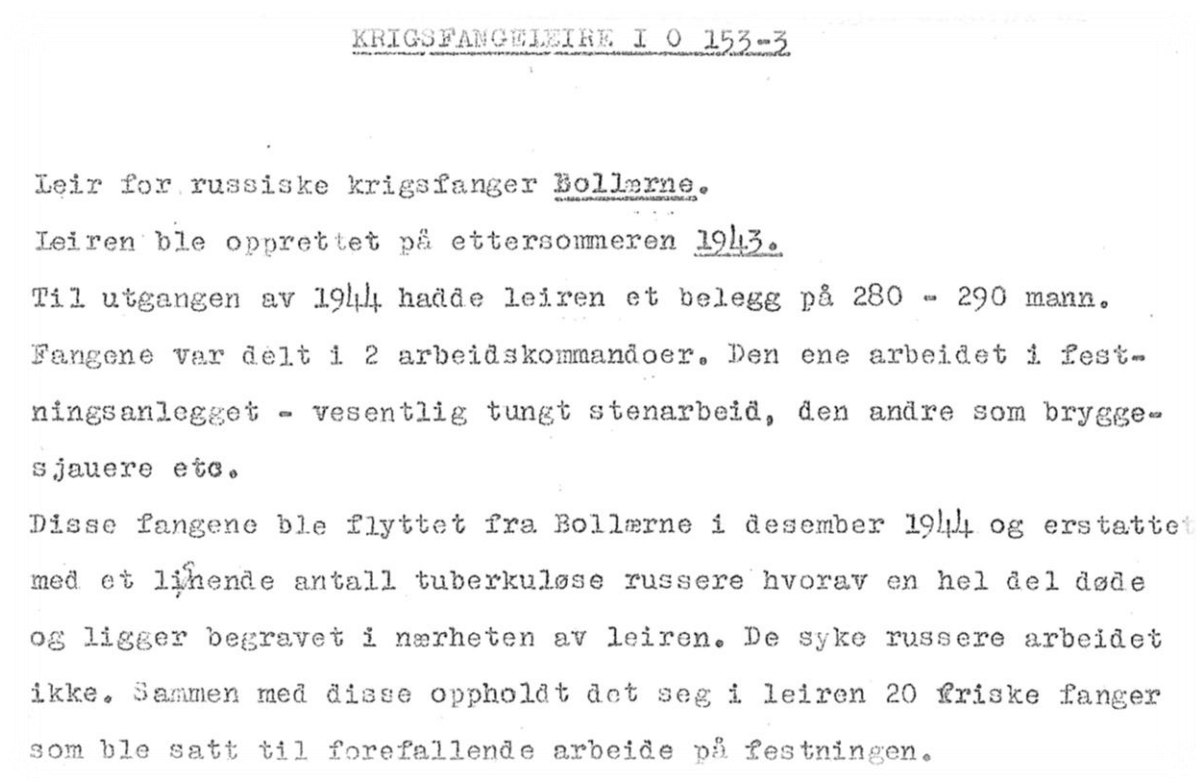 KRIGSFANGELEIRE I O 153-3
Leir for russiske krigsfanger Bollærne.
Leiren ble opprettet på ettersommeren 1943.
Til utgangen av 1944 hadde leiren et belegg på 280 - 290 mann.
Fangene var delt i 2 arbeidskommandoer. Den ene arbeidet i fest-
ningsanlegget - vesentlig tungt stenarbeid, den andre som brygge-
sjauere etc.
Disse fangene ble flyttet fra Bollærne i desember 1944 og erstattet
med et lignende antall tuberkuløse russere hvorav en hel del døde
og ligger begravet i nærheten av leiren. De syke russere arbeidet
ikke. Sammen med disse oppholdt det seg i leiren 20 friske fanger
som ble satt til forefallende arbeide på festningen.